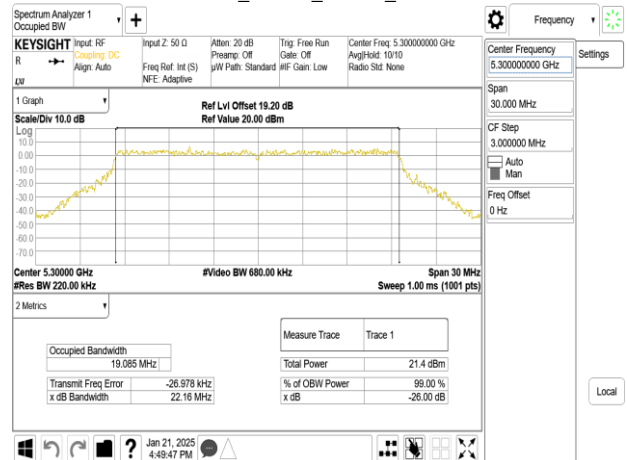 Spectrum Analyzer 1
Occupied BW
KEYSIGHT
R
LXI
Input: RF
Coupling: DC
Align: Auto
Input Z: 50 Ω
Freq Ref: Int (S)
NFE: Adaptive
Atten: 20 dB
Preamp: Off
µW Path: Standard
Trig: Free Run
Gate: Off
#IF Gain: Low
Center Freq: 5.300000000 GHz
Avg|Hold: 10/10
Radio Std: None
1 Graph
Scale/Div 10.0 dB
Ref Lvl Offset 19.20 dB
Ref Value 20.00 dBm
Log
10.0
0.00
-10.0
-20.0
-30.0
-40.0
-50.0
-60.0
-70.0
Center 5.30000 GHz
#Video BW 680.00 kHz
Span 30 MHz
#Res BW 220.00 kHz
Sweep 1.00 ms (1001 pts)
2 Metrics
Measure Trace Trace 1
Occupied Bandwidth
19.085 MHz
Total Power 21.4 dBm
Transmit Freq Error -26.978 kHz
% of OBW Power 99.00 %
x dB Bandwidth 22.16 MHz
x dB -26.00 dB
?
Jan 21, 2025
4:49:47 PM
Frequency
Settings
Center Frequency
5.300000000 GHz
Span
30.000 MHz
CF Step
3.000000 MHz
Auto
Man
Freq Offset
0 Hz
Local